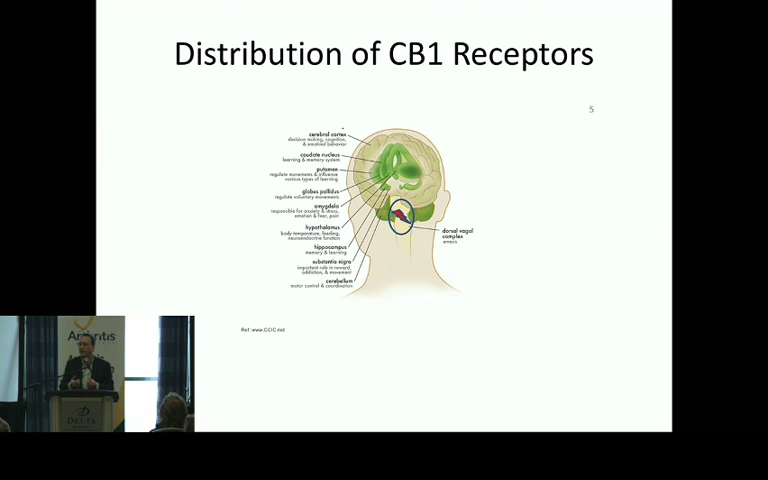 Distribution of CB1 Receptors
5
cerebral cortex
decision making, cognition,
& emotional behavior
caudate nucleus
learning & memory system
putamen
regulate movements & influence
various types of learning
globus pallidus
regulate voluntary movements
amygdala
responsible for anxiety & stress,
emotion & fear, pain
hypothalamus
body temperature, feeding,
neuroendocrine function
hippocampus
memory & learning
substantia nigra
important role in reward,
addiction, & movement
cerebellum
motor control & coordination
dorsal vagal
complex
emesis
Ref: www.CCIC.net
Arthritis
DELTA